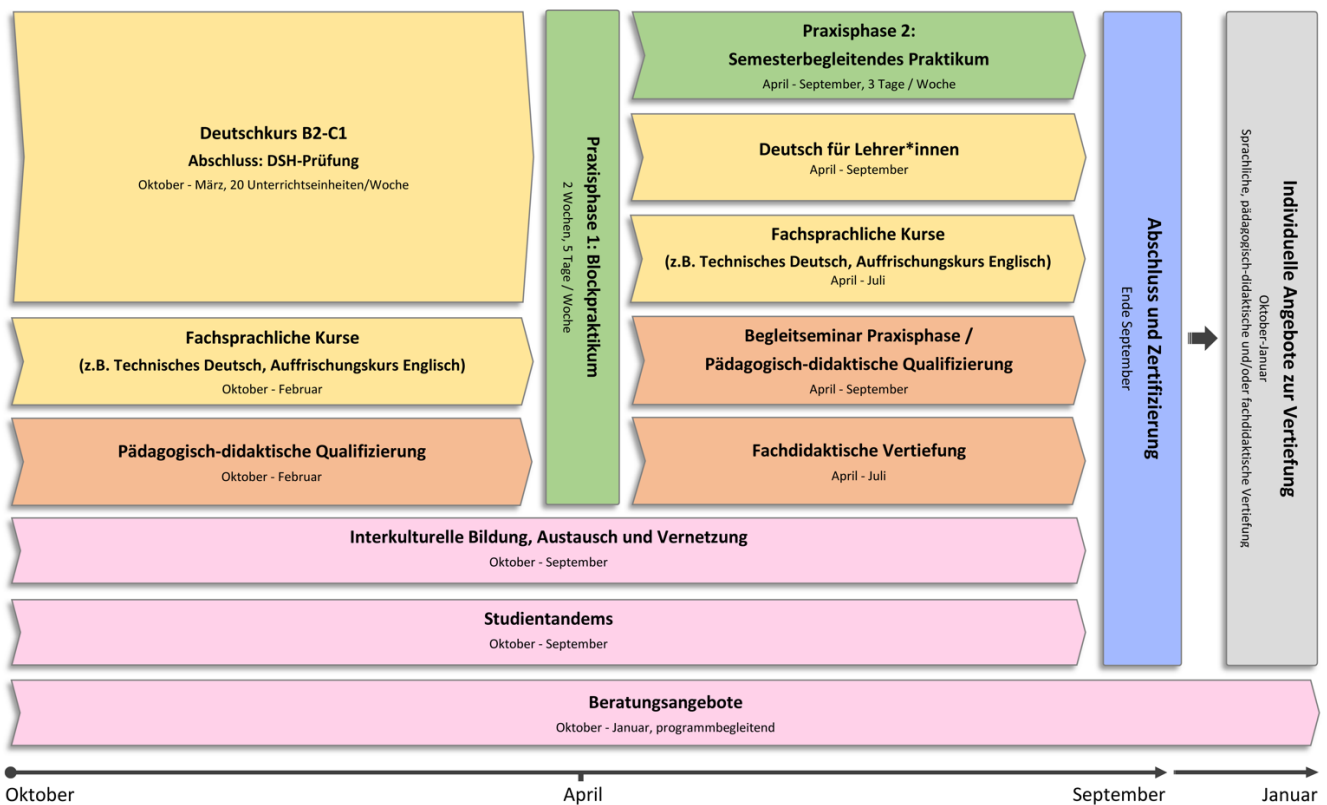 Deutschkurs B2-C1
Abschluss: DSH-Prüfung
Oktober - März, 20 Unterrichtseinheiten/Woche
Fachsprachliche Kurse
(z.B. Technisches Deutsch, Auffrischungskurs Englisch)
Oktober - Februar
Pädagogisch-didaktische Qualifizierung
Oktober - Februar
Praxisphase 1: Blockpraktikum
2 Wochen, 5 Tage / Woche
Praxisphase 2:
Semesterbegleitendes Praktikum
April - September, 3 Tage / Woche
Deutsch für Lehrer*innen
April - September
Fachsprachliche Kurse
(z.B. Technisches Deutsch, Auffrischungskurs Englisch)
April - Juli
Begleitseminar Praxisphase /
Pädagogisch-didaktische Qualifizierung
April - September
Fachdidaktische Vertiefung
April - Juli
Interkulturelle Bildung, Austausch und Vernetzung
Oktober - September
Studientandems
Oktober - September
Beratungsangebote
Oktober - Januar, programmbegleitend
Abschluss und Zertifizierung
Ende September
Individuelle Angebote zur Vertiefung
Oktober-Januar
Sprachliche, pädagogisch-didaktische und/oder fachdidaktische Vertiefung
Oktober
April
September
Januar